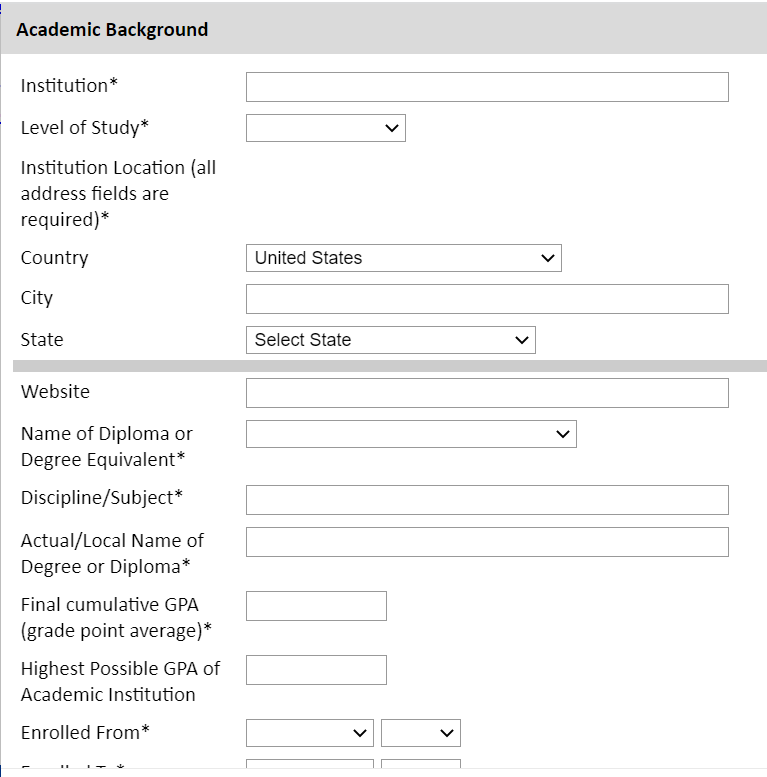 Academic Background
Institution*
Level of Study*
Institution Location (all
address fields are
required)*
Country United States
City
State Select State
Website
Name of Diploma or
Degree Equivalent*
Discipline/Subject*
Actual/Local Name of
Degree or Diploma*
Final cumulative GPA
(grade point average)*
Highest Possible GPA of
Academic Institution
Enrolled From*